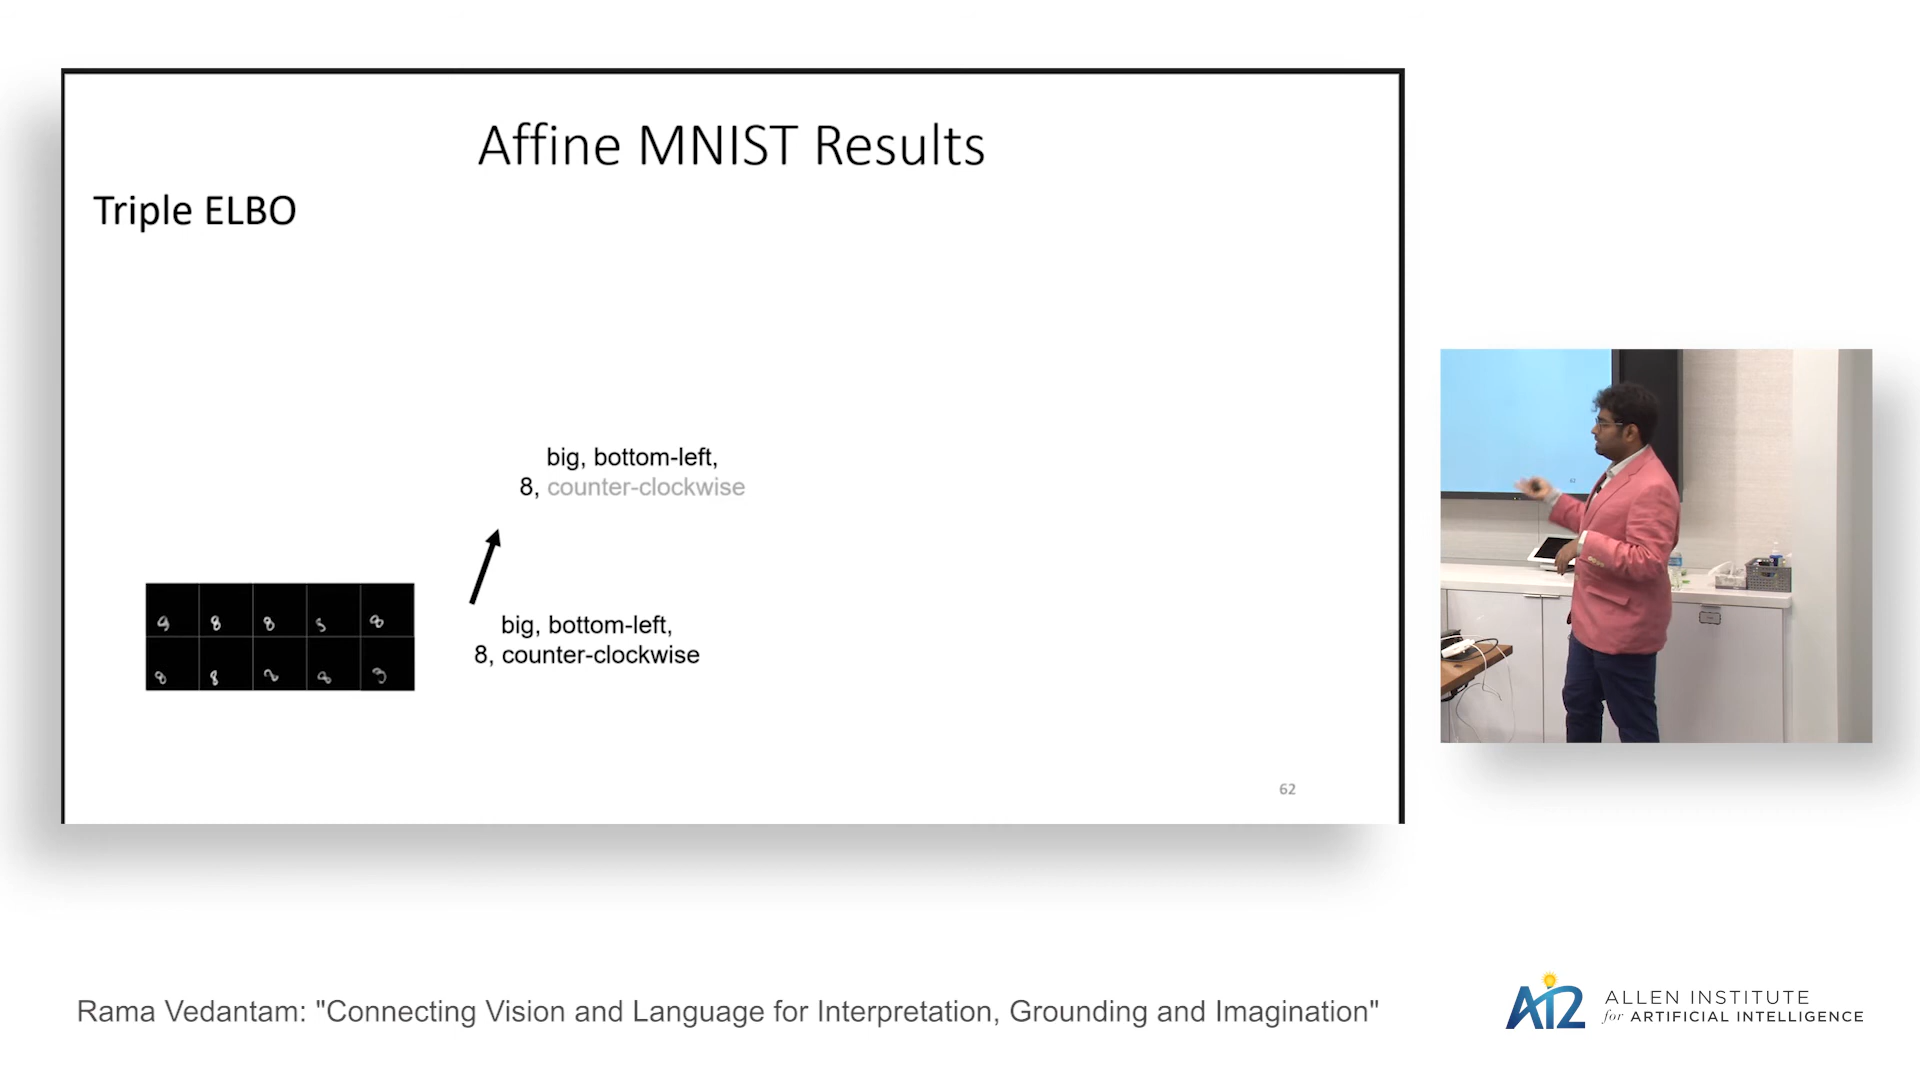 Affine MNIST Results
Triple ELBO
big, bottom-left,
8, counter-clockwise
big, bottom-left,
8, counter-clockwise
62
Rama Vedantam: "Connecting Vision and Language for Interpretation, Grounding and Imagination"
AI2
ALLEN INSTITUTE
for ARTIFICIAL INTELLIGENCE